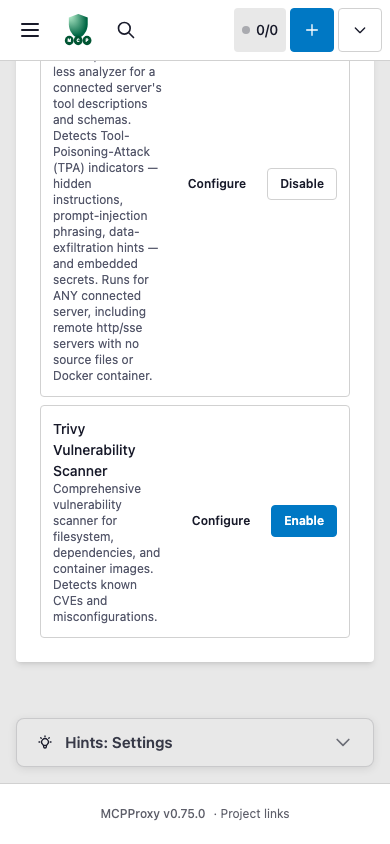 0/0
M C P
less analyzer for a
connected server's
tool descriptions
and schemas.
Detects Tool-
Poisoning-Attack
(TPA) indicators —
hidden
instructions,
prompt-injection
phrasing, data-
exfiltration hints —
and embedded
secrets. Runs for
ANY connected
server, including
remote http/sse
servers with no
source files or
Docker container.
Configure
Disable
Trivy
Vulnerability
Scanner
Comprehensive
vulnerability
scanner for
filesystem,
dependencies, and
container images.
Detects known
CVEs and
misconfigurations.
Configure
Enable
Hints: Settings
MCPProxy v0.75.0 · Project links